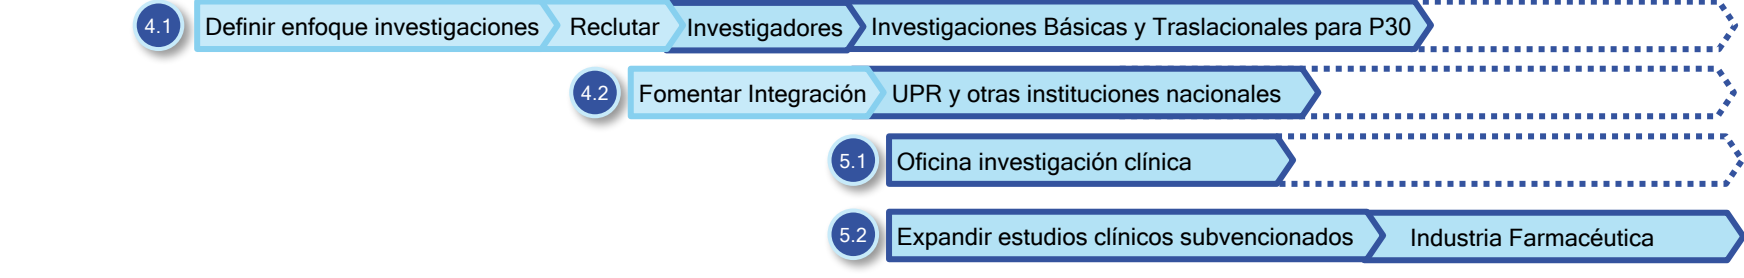 4.1 Definir enfoque investigaciones Reclutar Investigadores Investigaciones Básicas y Traslacionales para P30
4.2 Fomentar Integración UPR y otras instituciones nacionales
5.1 Oficina investigación clínica
5.2 Expandir estudios clínicos subvencionados Industria Farmacéutica